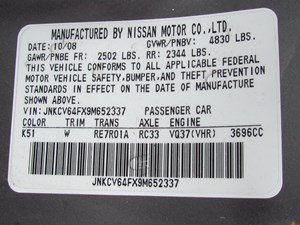 MANUFACTURED BY NISSAN MOTOR CO.,LTD.
DATE:10/08 GVWR/PNBV: 4830 LBS.
GAWR/PNBE FR: 2502 LBS. RR: 2344 LBS.
THIS VEHICLE CONFORMS TO ALL APPLICABLE FEDERAL
MOTOR VEHICLE SAFETY,BUMPER,AND THEFT PREVENTION
STANDARDS IN EFFECT ON THE DATE OF MANUFACTURE
SHOWN ABOVE.
VIN:JNKCV64FX9M652337 PASSENGER CAR
COLOR TRIM TRANS AXLE ENGINE
K51 W RE7R01A RC33 VQ37(VHR) 3696CC
JNKCV64FX9M652337